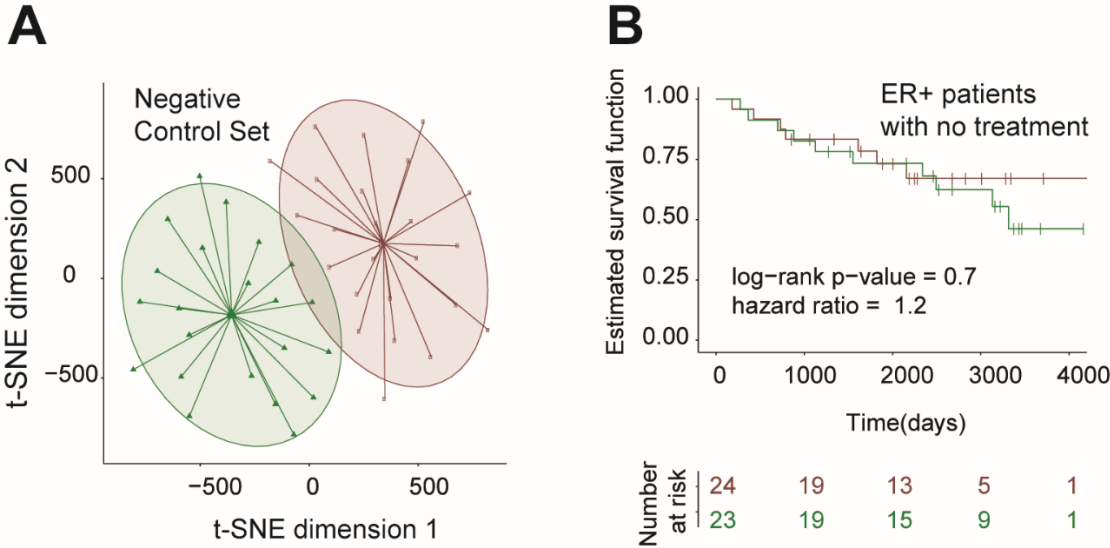 A
Negative
Control Set
t-SNE dimension 2
500
0
−500
−500
0
500
t-SNE dimension 1
B
ER+ patients
with no treatment
Estimated survival function
1.00
0.75
0.50
0.25
0.00
log−rank p−value = 0.7
hazard ratio = 1.2
0
1000
2000
3000
4000
Time(days)
Number
at risk
24 19 13 5 1
23 19 15 9 1